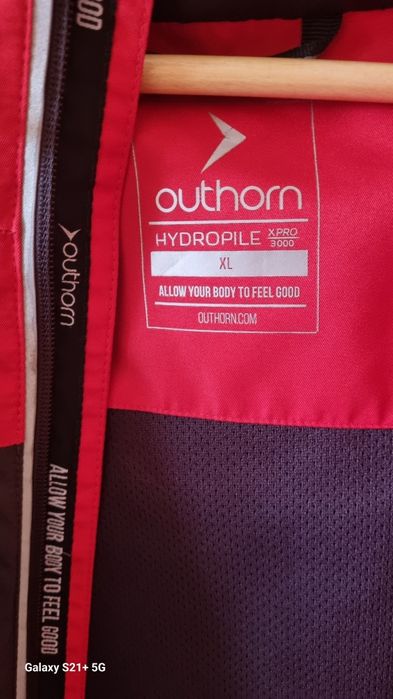 OOD
outhorn
HYDROPILE XPRO 3000
XL
ALLOW YOUR BODY TO FEEL GOOD
OUTHORN.COM
outhorn
ALLOW YOUR BODY TO FEEL GOOD
Galaxy S21+ 5G